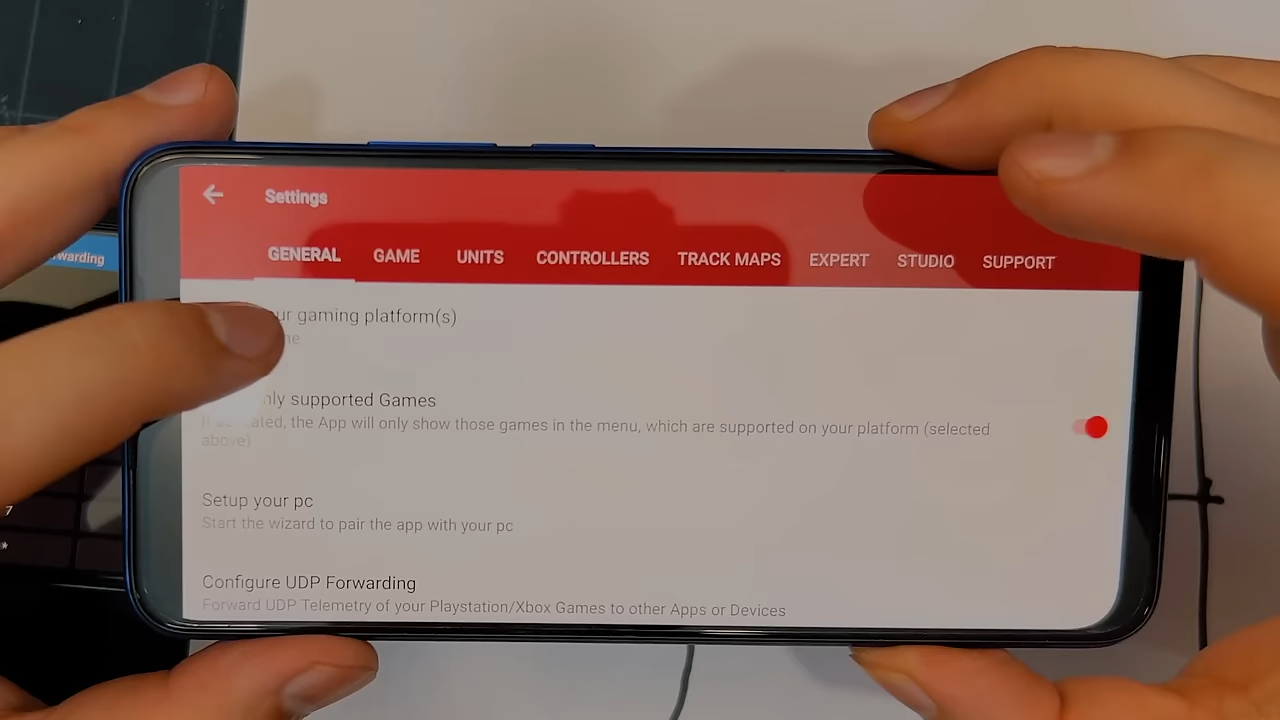 Settings
GENERAL GAME UNITS CONTROLLERS TRACK MAPS EXPERT STUDIO SUPPORT
gaming platform(s)
supported Games
the App will only show those games in the menu, which are supported on your platform (selected
above)
Setup your pc
Start the wizard to pair the app with your pc
Configure UDP Forwarding
Forward UDP Telemetry of your Playstation/Xbox Games to other Apps or Devices
7
*